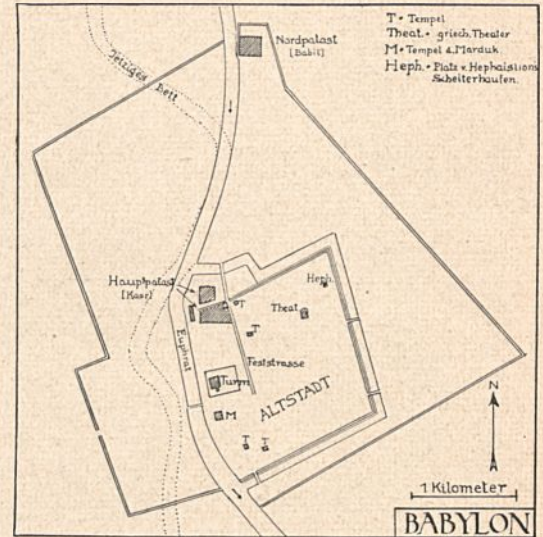 T = Tempel
Theat. = griech. Theater
M = Tempel d. Marduk.
Heph. = Platz v. Hephaistions
Scheiterhaufen.
Nordpalast
[Babil]
Jetziges Bett
Hauptpalast
[Kasr]
Heph.
T
Theat.
T
Euphrat
Feststrasse
Turm
ALTSTADT
M
T T
N
1 Kilometer
BABYLON